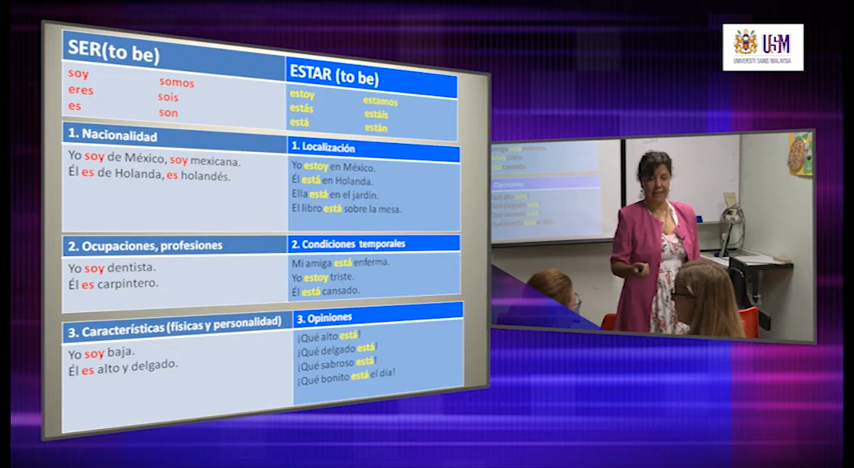 SER(to be)
soy somos
eres sois
es son
1. Nacionalidad
Yo soy de México, soy mexicana.
Él es de Holanda, es holandés.
2. Ocupaciones, profesiones
Yo soy dentista.
Él es carpintero.
3. Características (físicas y personalidad)
Yo soy baja.
Él es alto y delgado.
ESTAR (to be)
estoy estamos
estás estáis
está están
1. Localización
Yo estoy en México.
Él está en Holanda.
Ella está en el jardín.
El libro está sobre la mesa.
2. Condiciones temporales
Mi amiga está enferma.
Yo estoy triste.
Él está cansado.
3. Opiniones
¡Qué alto está!
¡Qué delgado está!
¡Qué sabroso está!
¡Qué bonito está el día!
USM
UNIVERSITI SAINS MALAYSIA